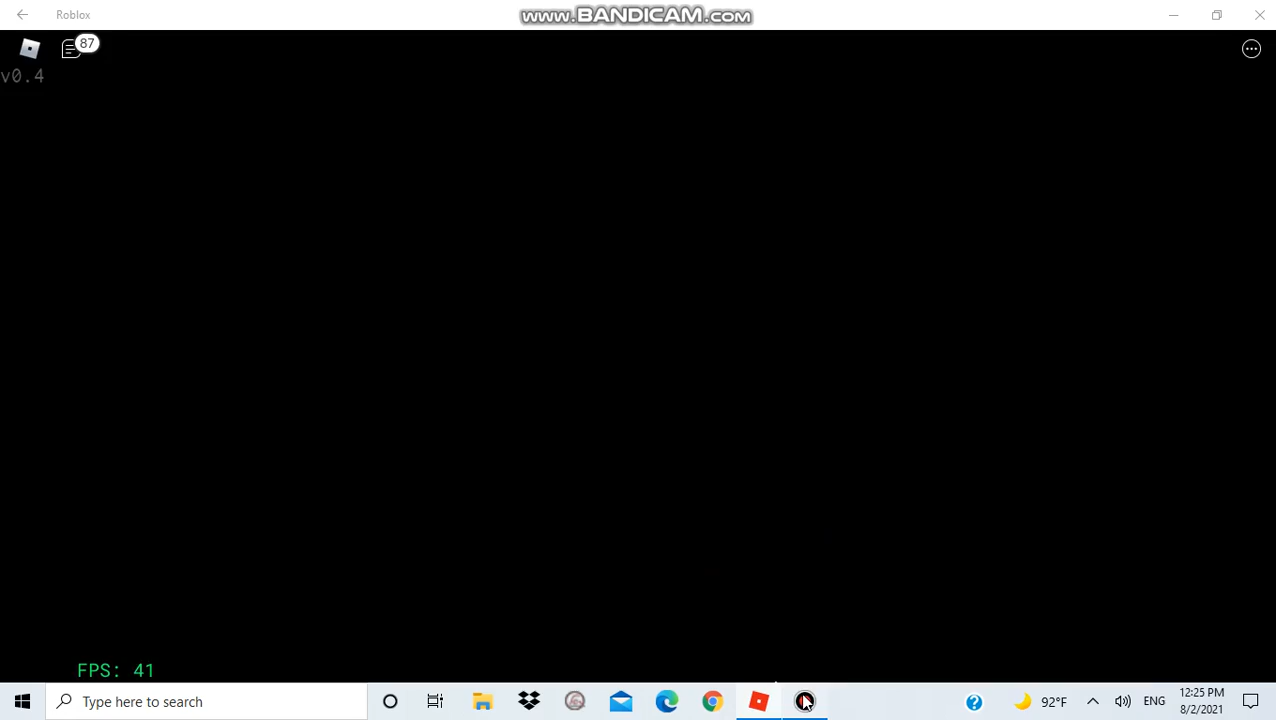 Roblox
www.BANDICAM.com
87
v0.4
FPS: 41
Type here to search
92°F
ENG
12:25 PM
8/2/2021